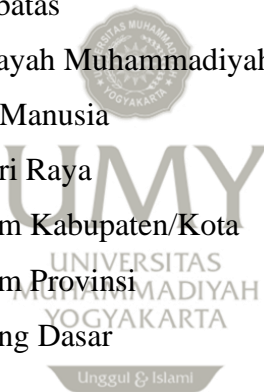 batas
ayah Muhammadiyah
Manusia
ri Raya
m Kabupaten/Kota
m Provinsi
ng Dasar
UMY
UNIVERSITAS
MUHAMMADIYAH
YOGYAKARTA
Unggul & Islami